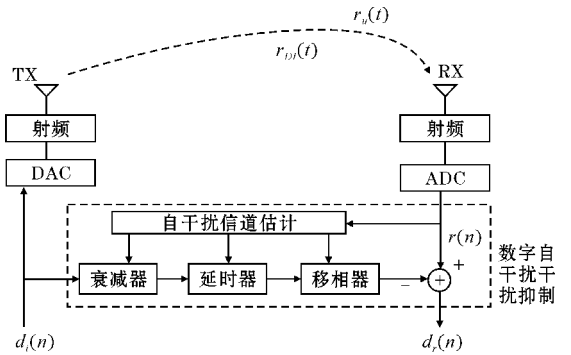 r_u(t)
r_DI(t)
TX
RX
射频
射频
DAC
ADC
自干扰信道估计
r(n)
+
衰减器
延时器
移相器
−
+
数字自
干扰干
扰抑制
d_i(n)
d_r(n)